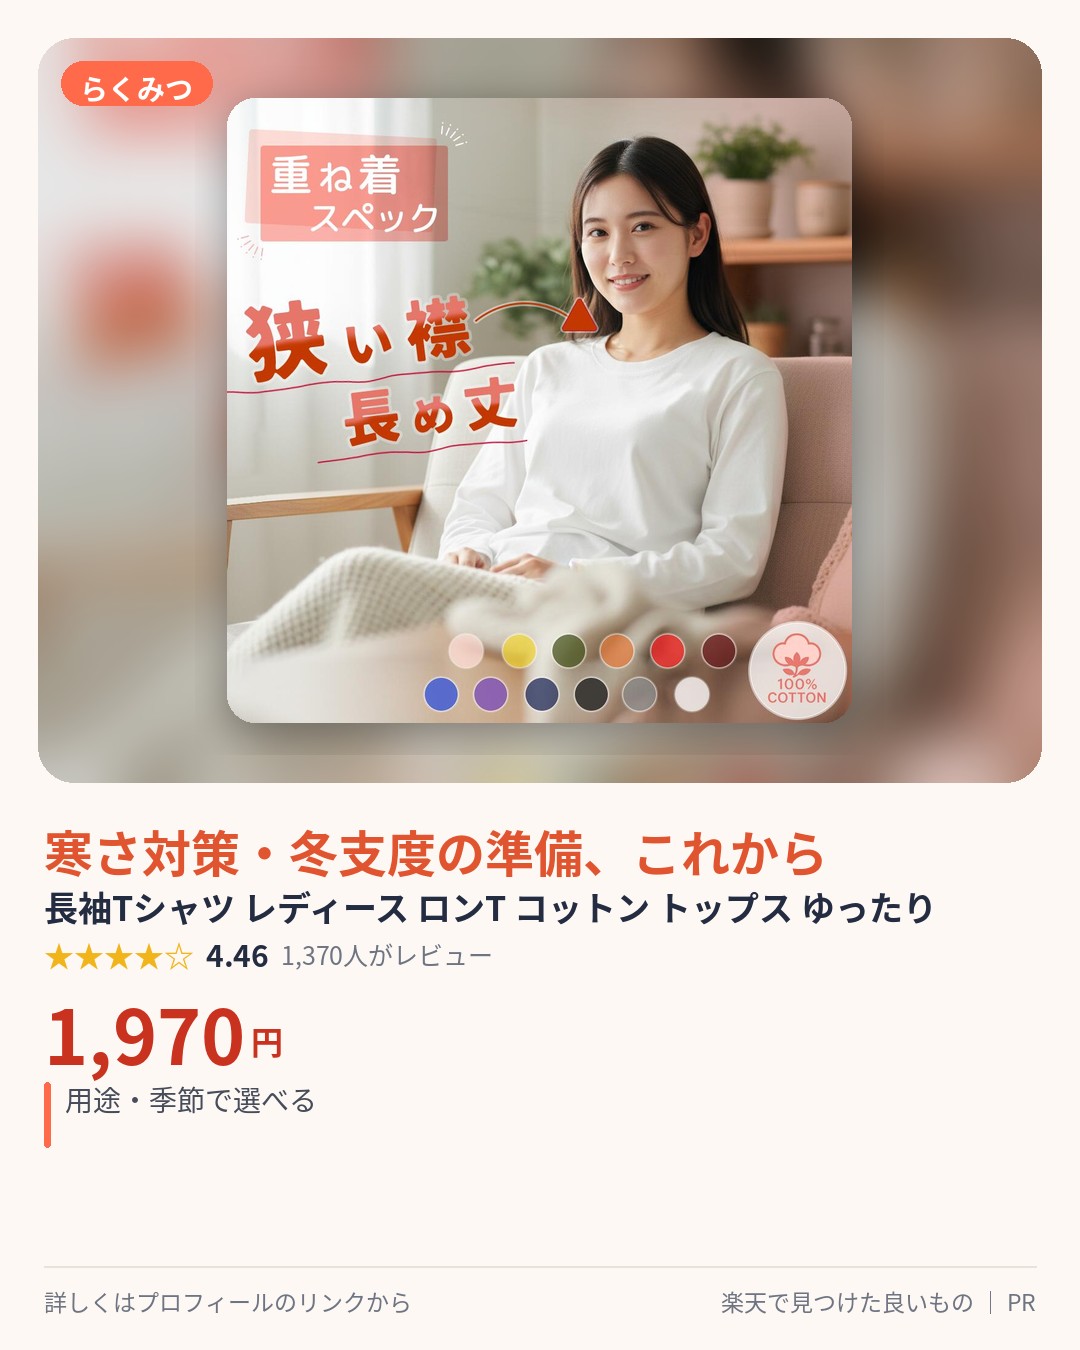 らくみつ
重ね着
スペック
狭い襟
長め丈
100%
COTTON
寒さ対策・冬支度の準備、これから
長袖Tシャツ レディース ロンT コットン トップス ゆったり
★★★★☆ 4.46 1,370人がレビュー
1,970円
用途・季節で選べる
詳しくはプロフィールのリンクから
楽天で見つけた良いもの｜PR